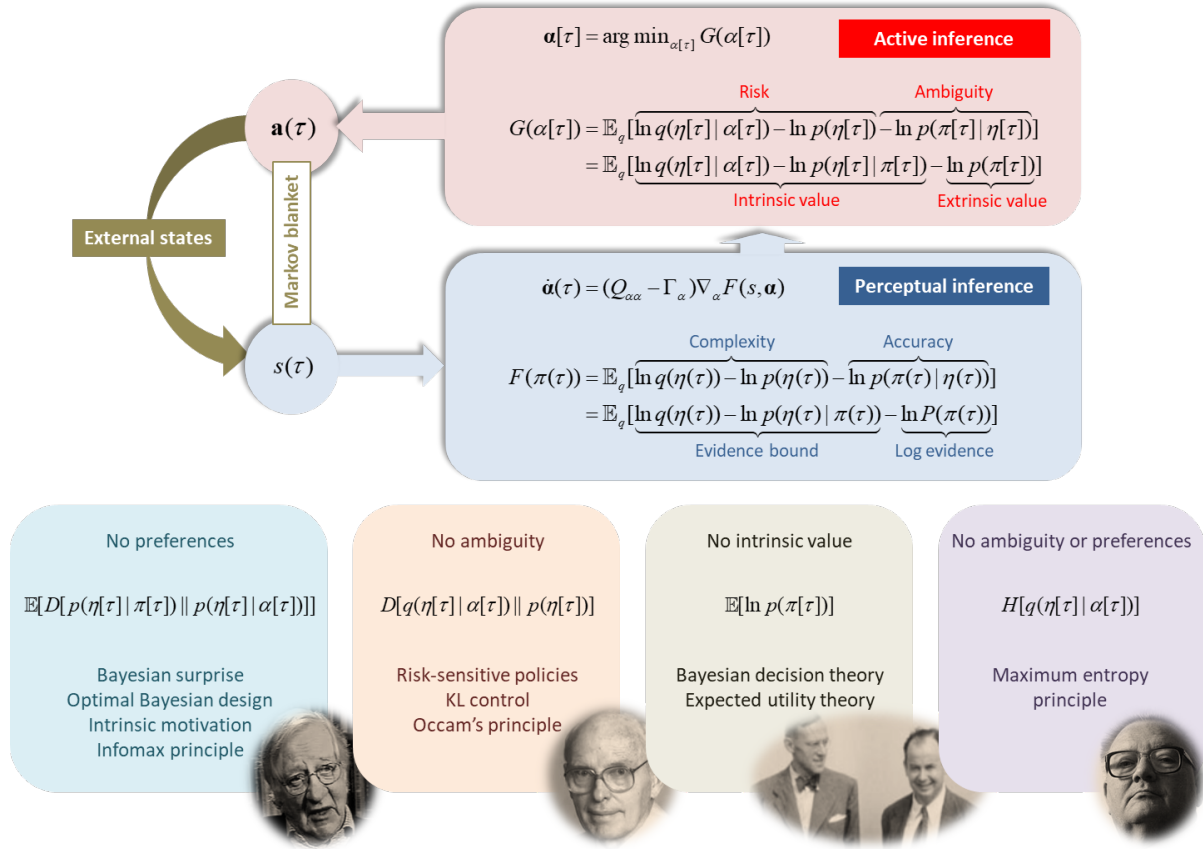 𝛂[τ] = arg min_{α[τ]} G(α[τ])
Active inference
Risk
Ambiguity
G(α[τ]) = 𝔼_q[ln q(η[τ] | α[τ]) − ln p(η[τ]) − ln p(π[τ] | η[τ])]
= 𝔼_q[ln q(η[τ] | α[τ]) − ln p(η[τ] | π[τ]) − ln p(π[τ])]
Intrinsic value
Extrinsic value
𝐚(τ)
External states
Markov blanket
s(τ)
𝛂̇(τ) = (Q_{αα} − Γ_α)∇_α F(s, 𝛂)
Perceptual inference
Complexity
Accuracy
F(π(τ)) = 𝔼_q[ln q(η(τ)) − ln p(η(τ)) − ln p(π(τ) | η(τ))]
= 𝔼_q[ln q(η(τ)) − ln p(η(τ) | π(τ)) − ln P(π(τ))]
Evidence bound
Log evidence
No preferences
𝔼[D[p(η[τ] | π[τ]) || p(η[τ] | α[τ])]]
Bayesian surprise
Optimal Bayesian design
Intrinsic motivation
Infomax principle
No ambiguity
D[q(η[τ] | α[τ]) || p(η[τ])]
Risk-sensitive policies
KL control
Occam's principle
No intrinsic value
𝔼[ln p(π[τ])]
Bayesian decision theory
Expected utility theory
No ambiguity or preferences
H[q(η[τ] | α[τ])]
Maximum entropy
principle